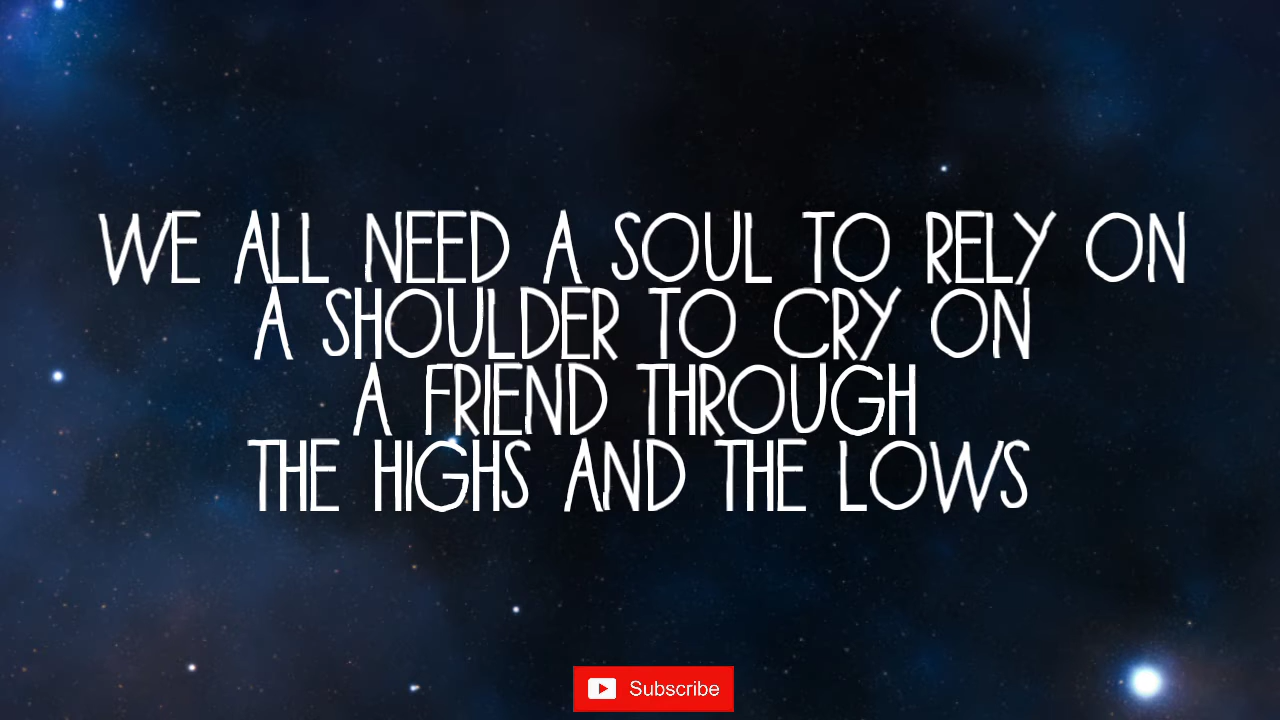 WE ALL NEED A SOUL TO RELY ON
A SHOULDER TO CRY ON
A FRIEND THROUGH
THE HIGHS AND THE LOWS
Subscribe